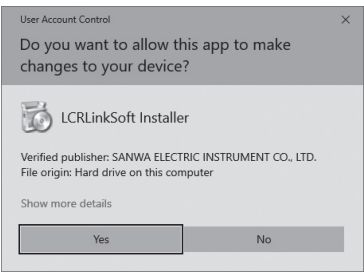 User Account Control
Do you want to allow this app to make
changes to your device?
LCRLinkSoft Installer
Verified publisher: SANWA ELECTRIC INSTRUMENT CO., LTD.
File origin: Hard drive on this computer
Show more details
Yes
No